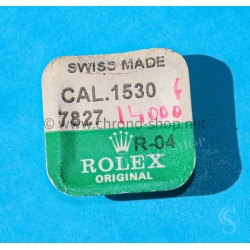 SWISS MADE
CAL.1530 f
7827 14000
R-04
ROLEX
ORIGINAL
www.chrono-shop.net